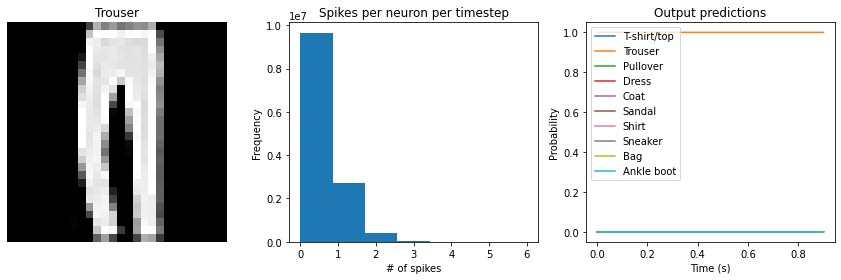 Trouser
Spikes per neuron per timestep
1e7
Frequency
1.0
0.8
0.6
0.4
0.2
0.0
0 1 2 3 4 5 6
# of spikes
Output predictions
Probability
1.0
0.8
0.6
0.4
0.2
0.0
T-shirt/top
Trouser
Pullover
Dress
Coat
Sandal
Shirt
Sneaker
Bag
Ankle boot
0.0 0.2 0.4 0.6 0.8
Time (s)